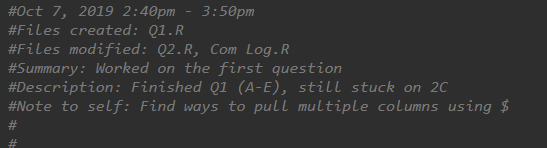 #Oct 7, 2019 2:40pm - 3:50pm
#Files created: Q1.R
#Files modified: Q2.R, Com Log.R
#Summary: Worked on the first question
#Description: Finished Q1 (A-E), still stuck on 2C
#Note to self: Find ways to pull multiple columns using $
#
#